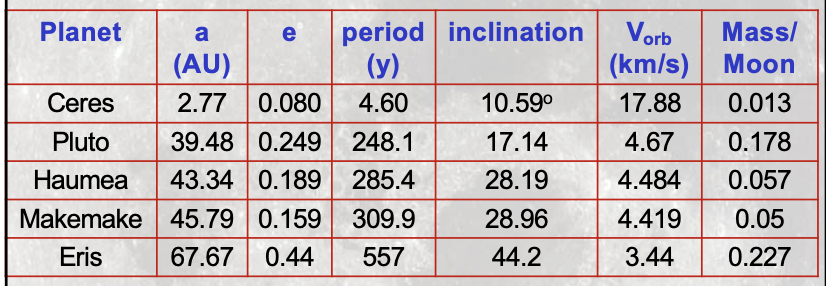 Planet a e period inclination Vorb Mass/
(AU) (y) (km/s) Moon
Ceres 2.77 0.080 4.60 10.59º 17.88 0.013
Pluto 39.48 0.249 248.1 17.14 4.67 0.178
Haumea 43.34 0.189 285.4 28.19 4.484 0.057
Makemake 45.79 0.159 309.9 28.96 4.419 0.05
Eris 67.67 0.44 557 44.2 3.44 0.227